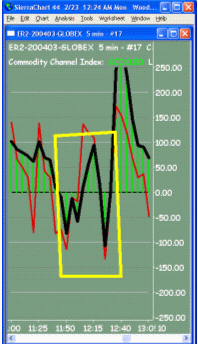 SierraChart 44 2/23 12:24 AM Mon Wood...
File Edit Chart Analysis Tools Worksheet Window Help
ER2-200403-GLOBEX 5 min - #17
ER2-200403-GLOBEX 5 min - #17 C
Commodity Channel Index: L
250.00
200.00
150.00
100.00
50.00
0.00
-50.00
-100.00
-150.00
-200.00
-250.00
:00 11:25 11:50 12:15 12:40 13:0! 10